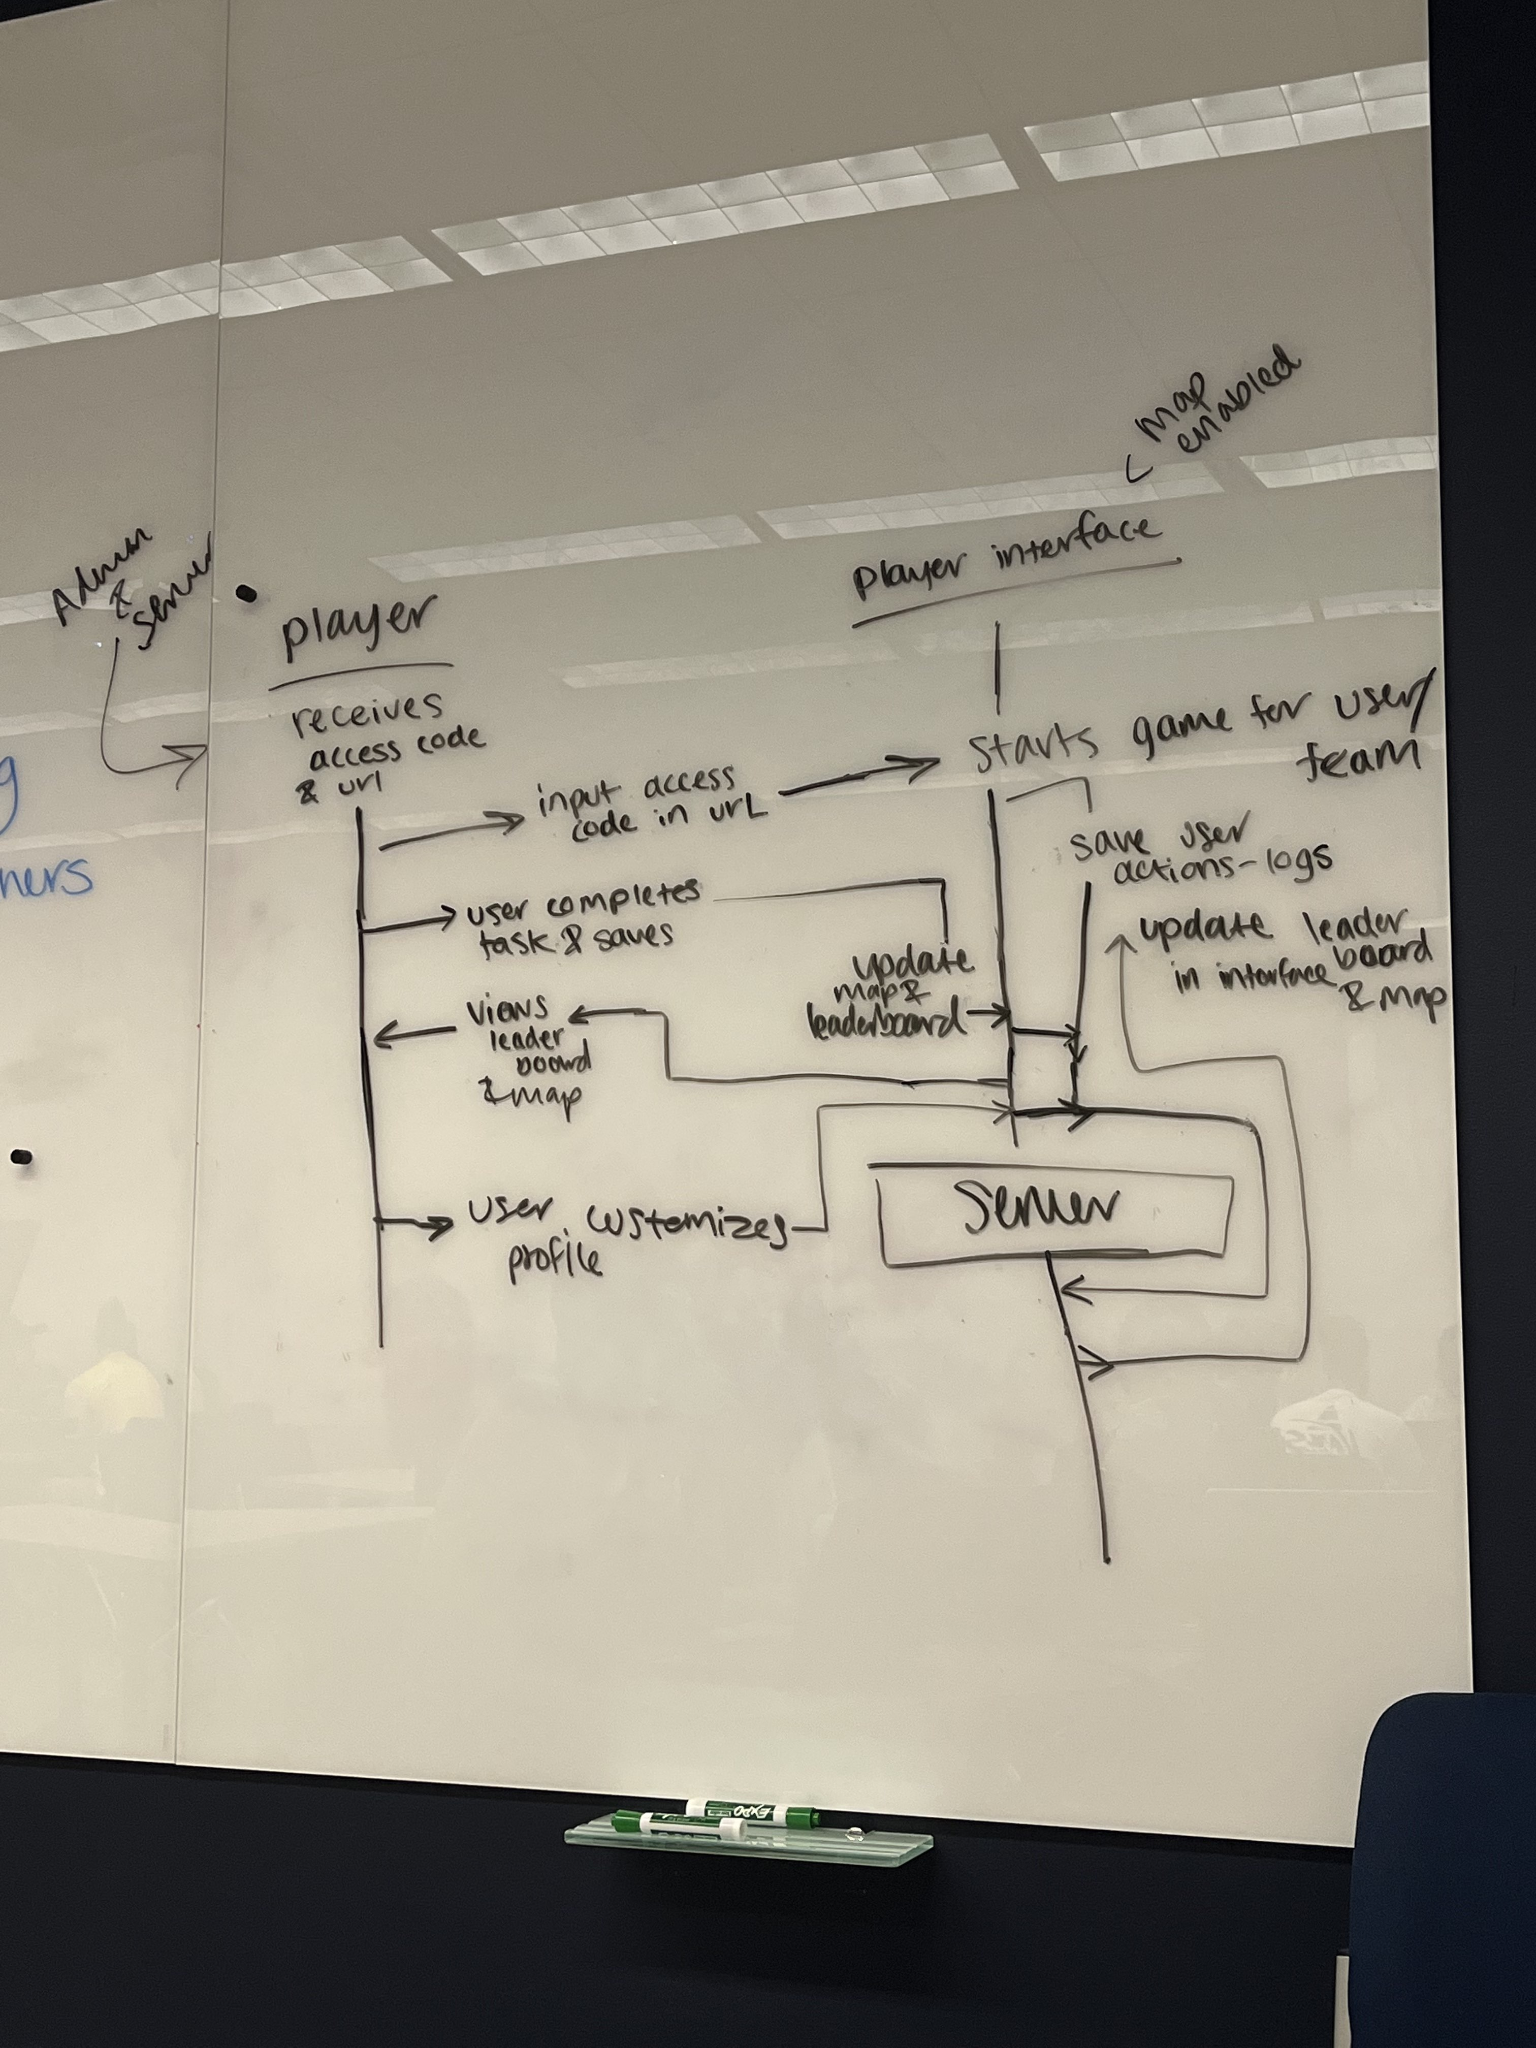 map
enabled
Admin
&
Server
player interface
player
receives
access code
& url
starts game for user/
team
input access
code in URL
save user
actions-logs
user completes
task & saves
update leader
board
in interface
& map
update
map &
leaderboard
views
leader
board
& map
ners
Server
user customizes
profile
EXPO